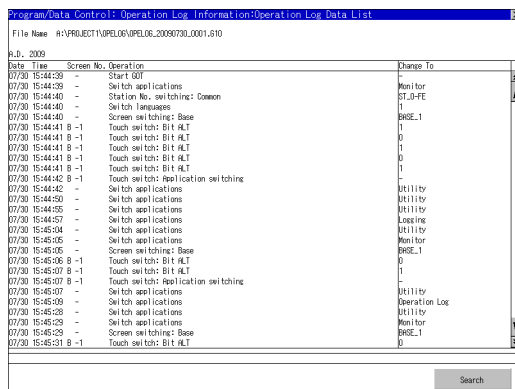 Program/Data Control: Operation Log Information:Operation Log Data List
File Name A:\PROJECT1\OPELOG\OPELOG_20090730_0001.G1O
A.D. 2009
Date Time Screen No. Operation Change To
07/30 15:44:39 - Start GOT -
07/30 15:44:39 - Switch applications Monitor
07/30 15:44:40 - Station No. switching: Common ST_0-FE
07/30 15:44:40 - Switch languages 1
07/30 15:44:40 - Screen switching: Base BASE_1
07/30 15:44:41 B -1 Touch switch: Bit ALT 1
07/30 15:44:41 B -1 Touch switch: Bit ALT 0
07/30 15:44:41 B -1 Touch switch: Bit ALT 1
07/30 15:44:41 B -1 Touch switch: Bit ALT 0
07/30 15:44:41 B -1 Touch switch: Bit ALT 1
07/30 15:44:42 B -1 Touch switch: Application switching -
07/30 15:44:42 - Switch applications Utility
07/30 15:44:50 - Switch applications Utility
07/30 15:44:55 - Switch applications Utility
07/30 15:44:57 - Switch applications Logging
07/30 15:45:04 - Switch applications Utility
07/30 15:45:05 - Switch applications Monitor
07/30 15:45:05 - Screen switching: Base BASE_1
07/30 15:45:06 B -1 Touch switch: Bit ALT 0
07/30 15:45:07 B -1 Touch switch: Bit ALT 1
07/30 15:45:07 B -1 Touch switch: Application switching -
07/30 15:45:07 - Switch applications Utility
07/30 15:45:09 - Switch applications Operation Log
07/30 15:45:28 - Switch applications Utility
07/30 15:45:29 - Switch applications Monitor
07/30 15:45:29 - Screen switching: Base BASE_1
07/30 15:45:31 B -1 Touch switch: Bit ALT 0
Search